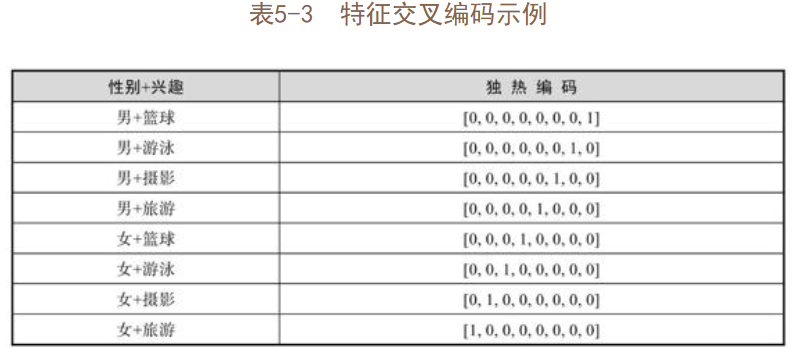 表5-3 特征交叉编码示例
性别+兴趣 独热编码
男+篮球 [0,0,0,0,0,0,0,1]
男+游泳 [0,0,0,0,0,0,1,0]
男+摄影 [0,0,0,0,0,1,0,0]
男+旅游 [0,0,0,0,1,0,0,0]
女+篮球 [0,0,0,1,0,0,0,0]
女+游泳 [0,0,1,0,0,0,0,0]
女+摄影 [0,1,0,0,0,0,0,0]
女+旅游 [1,0,0,0,0,0,0,0]